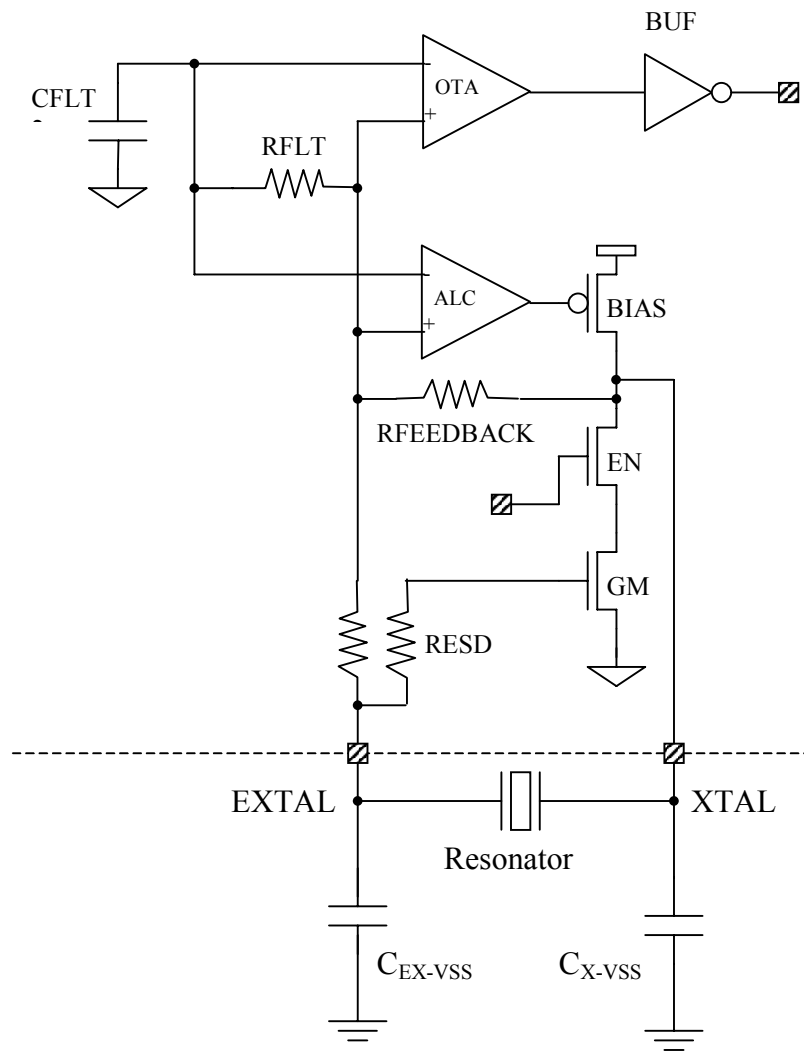 BUF
CFLT
-
OTA
+
RFLT
-
ALC
+
BIAS
RFEEDBACK
EN
GM
RESD
EXTAL
XTAL
Resonator
CEX-VSS
CX-VSS